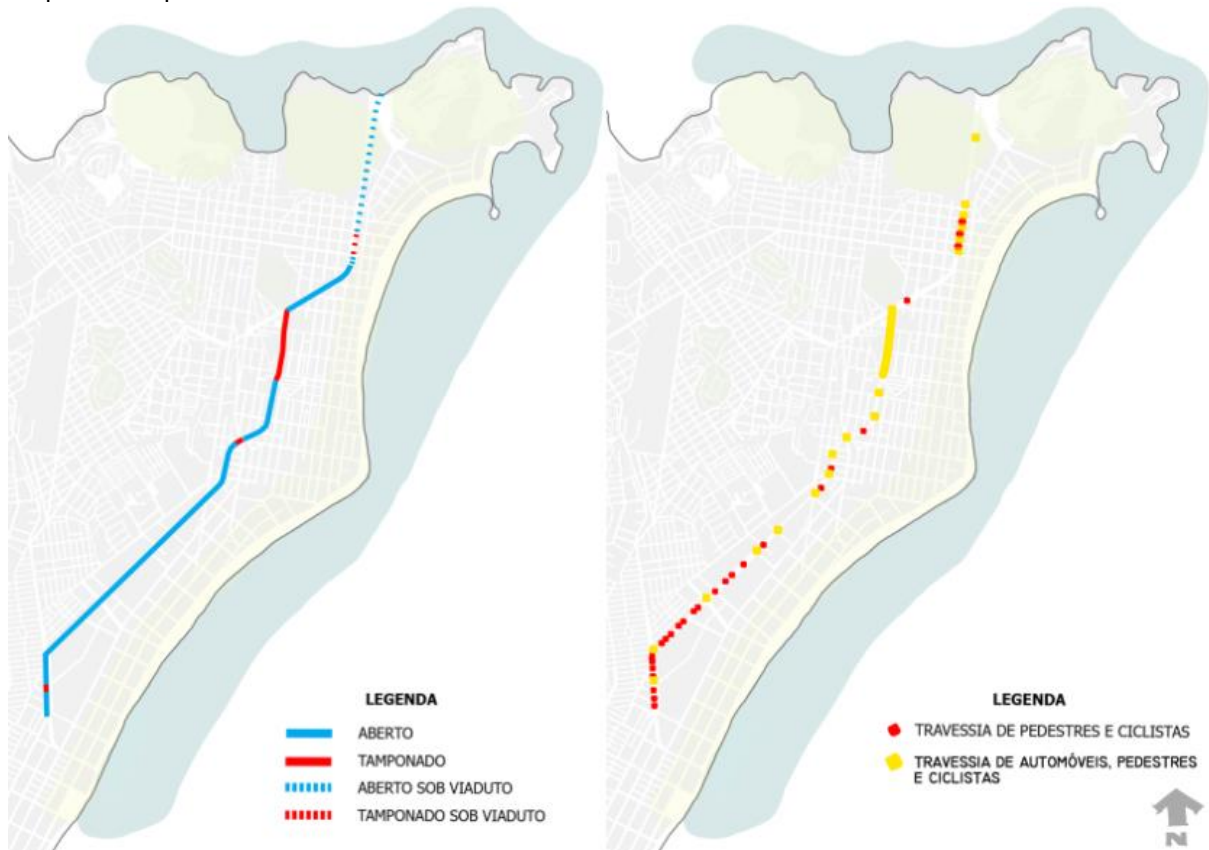 LEGENDA
ABERTO
TAMPONADO
ABERTO SOB VIADUTO
TAMPONADO SOB VIADUTO
LEGENDA
TRAVESSIA DE PEDESTRES E CICLISTAS
TRAVESSIA DE AUTOMÓVEIS, PEDESTRES
E CICLISTAS
N